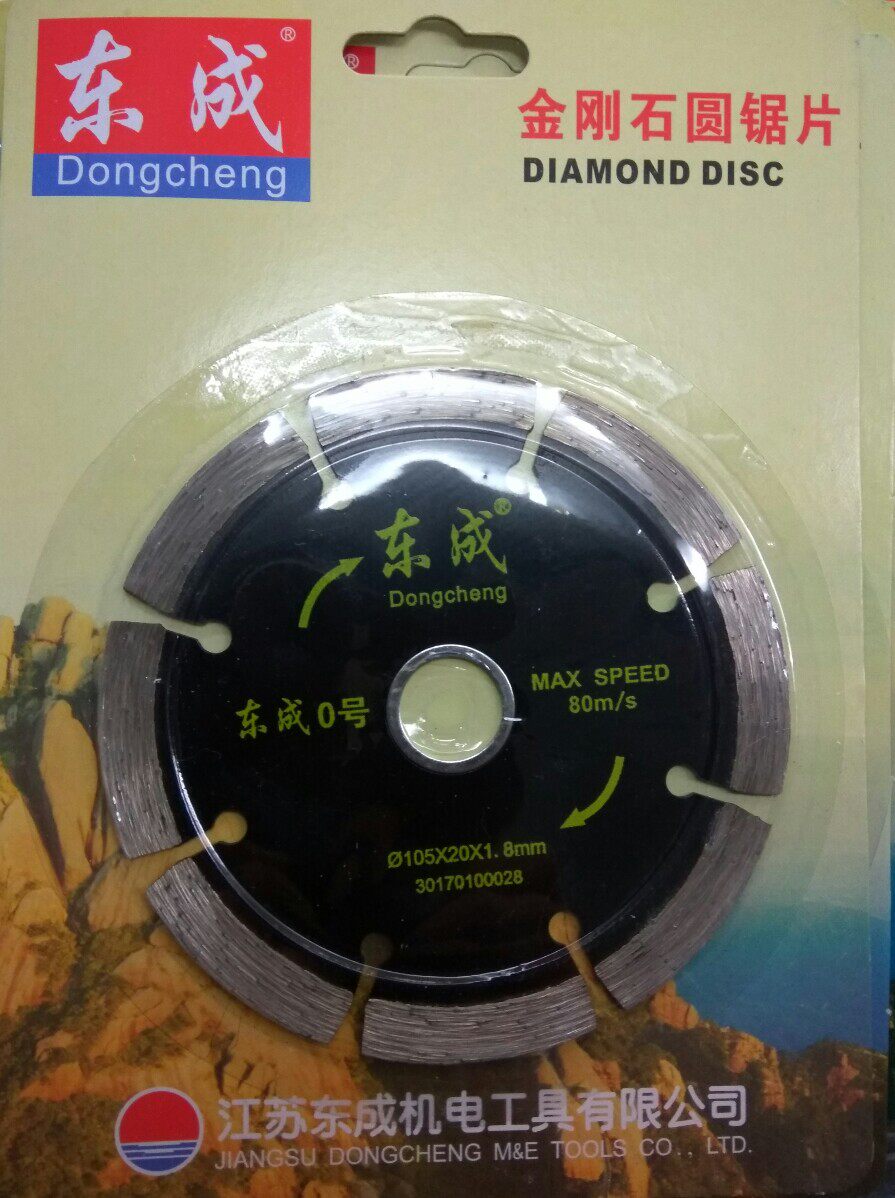 东成®
Dongcheng
®
金刚石圆锯片
DIAMOND DISC
东成®
Dongcheng
MAX SPEED
80m/s
东成0号
Ø105X20X1.8mm
30170100028
江苏东成机电工具有限公司
JIANGSU DONGCHENG M&E TOOLS CO., LTD.